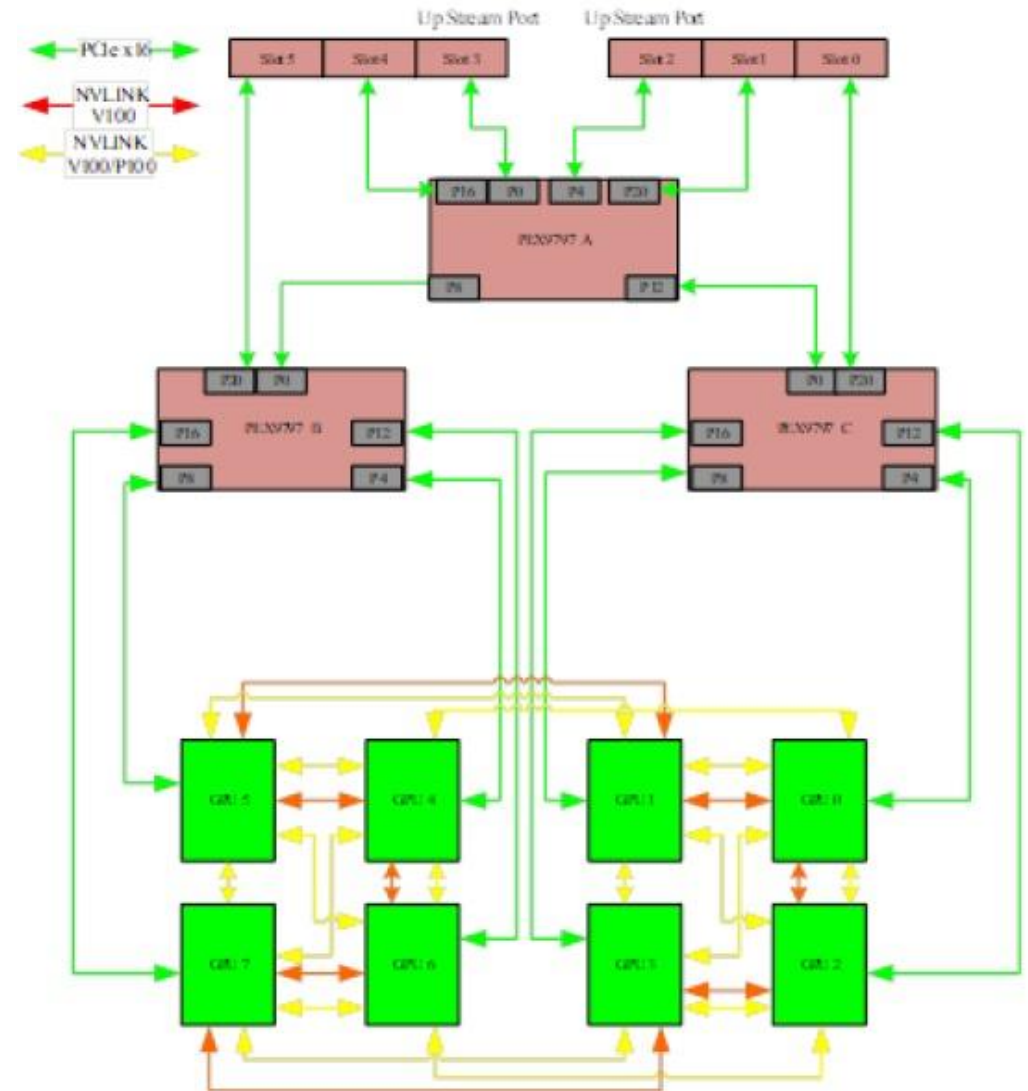 Up Stream Port
Up Stream Port
PCIe x16
Slot 5
Slot 4
Slot 3
Slot 2
Slot 1
Slot 0
NVLINK
V100
NVLINK
V100/P100
P16
P0
P4
P20
PEX9797 A
P8
P12
P20
P0
P0
P20
P16
PEX9797 B
P12
P16
PEX9797 C
P12
P8
P4
P8
P4
GPU 5
GPU 4
GPU 1
GPU 0
GPU 7
GPU 6
GPU 3
GPU 2